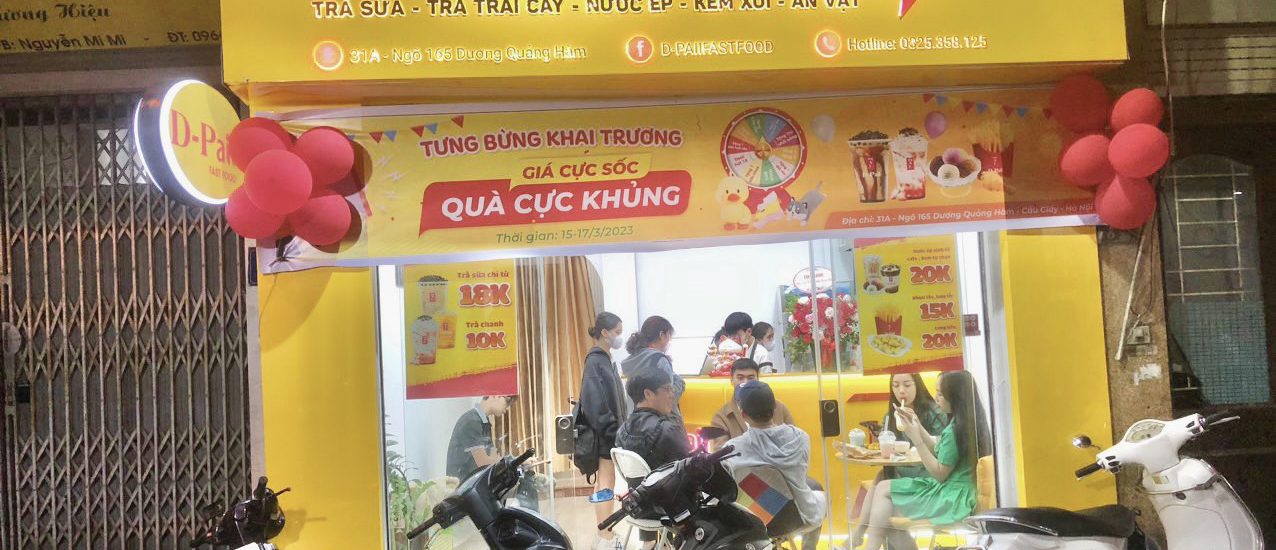 TRÀ SỮA - TRÀ TRÁI CÂY - NƯỚC ÉP - KEM XÔI - ĂN VẶT
31A - Ngõ 165 Dương Quảng Hàm
D-PAIIFASTFOOD
Hotline: 0825.358.125
ương Hiệu
Nguyễn Mi Mi - ĐT: 096
D-Pai
FAST FOOD
TƯNG BỪNG KHAI TRƯƠNG
GIÁ CỰC SỐC
QUÀ CỰC KHỦNG
Thời gian: 15-17/3/2023
Địa chỉ: 31A - Ngõ 165 Dương Quảng Hàm - Cầu Giấy - Hà Nội
Trà sữa chỉ từ
18K
Trà chanh
10K
20K
15K
20K